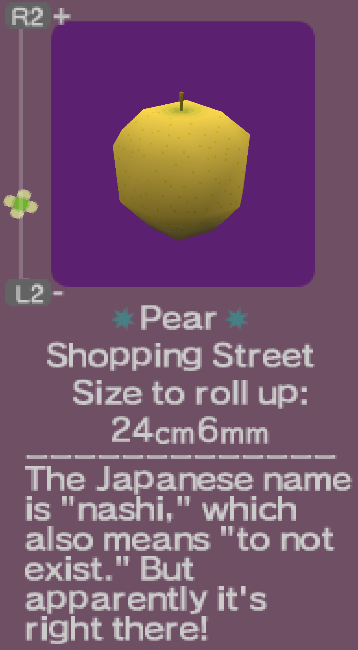 R2 +
L2 -
Pear
Shopping Street
Size to roll up:
24cm6mm
The Japanese name
is "nashi," which
also means "to not
exist." But
apparently it's
right there!